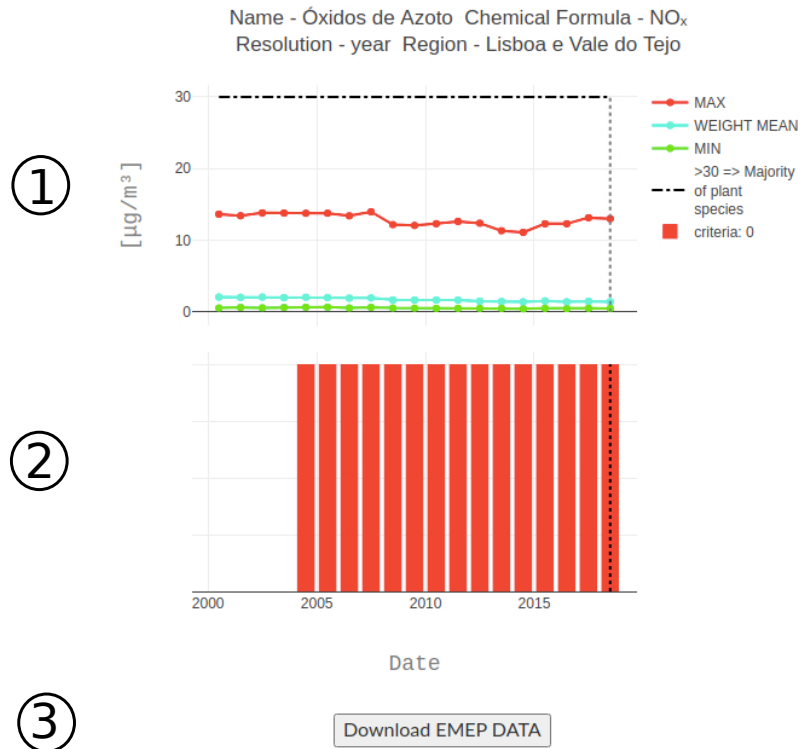 Name - Óxidos de Azoto  Chemical Formula - NOₓ
Resolution - year  Region - Lisboa e Vale do Tejo
①
[µg/m³]
30
20
10
0
MAX
WEIGHT MEAN
MIN
>30 => Majority
of plant
species
criteria: 0
②
2000
2005
2010
2015
Date
③
Download EMEP DATA